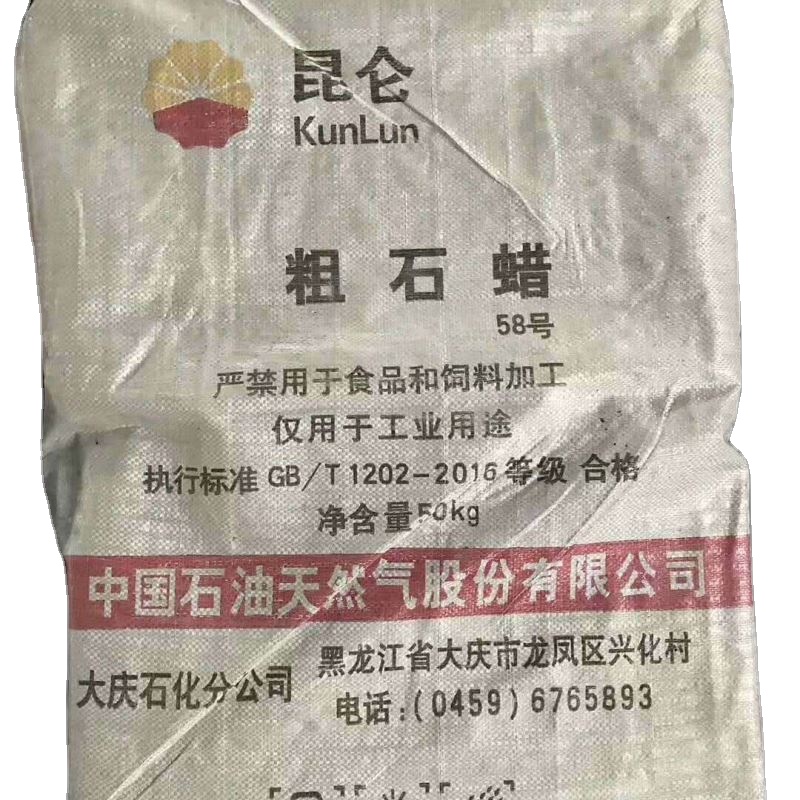 昆仑
KunLun
粗石蜡
58号
严禁用于食品和饲料加工
仅用于工业用途
执行标准 GB/T 1202-2016 等级 合格
净含量50kg
中国石油天然气股份有限公司
大庆石化分公司
黑龙江省大庆市龙凤区兴化村
电话:(0459)6765893